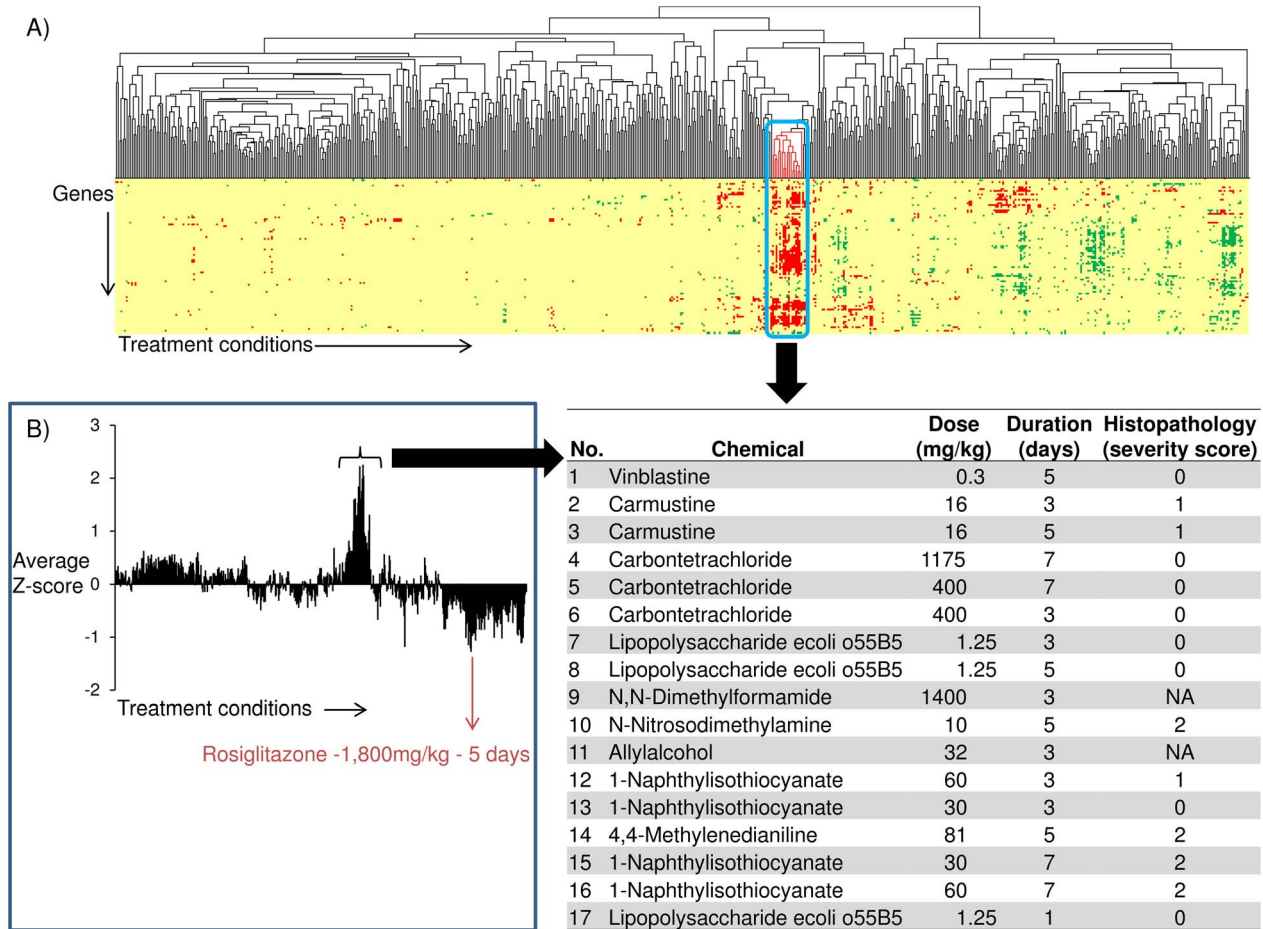 A)
Genes
Treatment conditions
B)
3
2
1
Average
Z-score
0
-1
-2
Treatment conditions
Rosiglitazone -1,800mg/kg - 5 days
No. Chemical Dose (mg/kg) Duration (days) Histopathology (severity score)
1 Vinblastine 0.3 5 0
2 Carmustine 16 3 1
3 Carmustine 16 5 1
4 Carbontetrachloride 1175 7 0
5 Carbontetrachloride 400 7 0
6 Carbontetrachloride 400 3 0
7 Lipopolysaccharide ecoli o55B5 1.25 3 0
8 Lipopolysaccharide ecoli o55B5 1.25 5 0
9 N,N-Dimethylformamide 1400 3 NA
10 N-Nitrosodimethylamine 10 5 2
11 Allylalcohol 32 3 NA
12 1-Naphthylisothiocyanate 60 3 1
13 1-Naphthylisothiocyanate 30 3 0
14 4,4-Methylenedianiline 81 5 2
15 1-Naphthylisothiocyanate 30 7 2
16 1-Naphthylisothiocyanate 60 7 2
17 Lipopolysaccharide ecoli o55B5 1.25 1 0